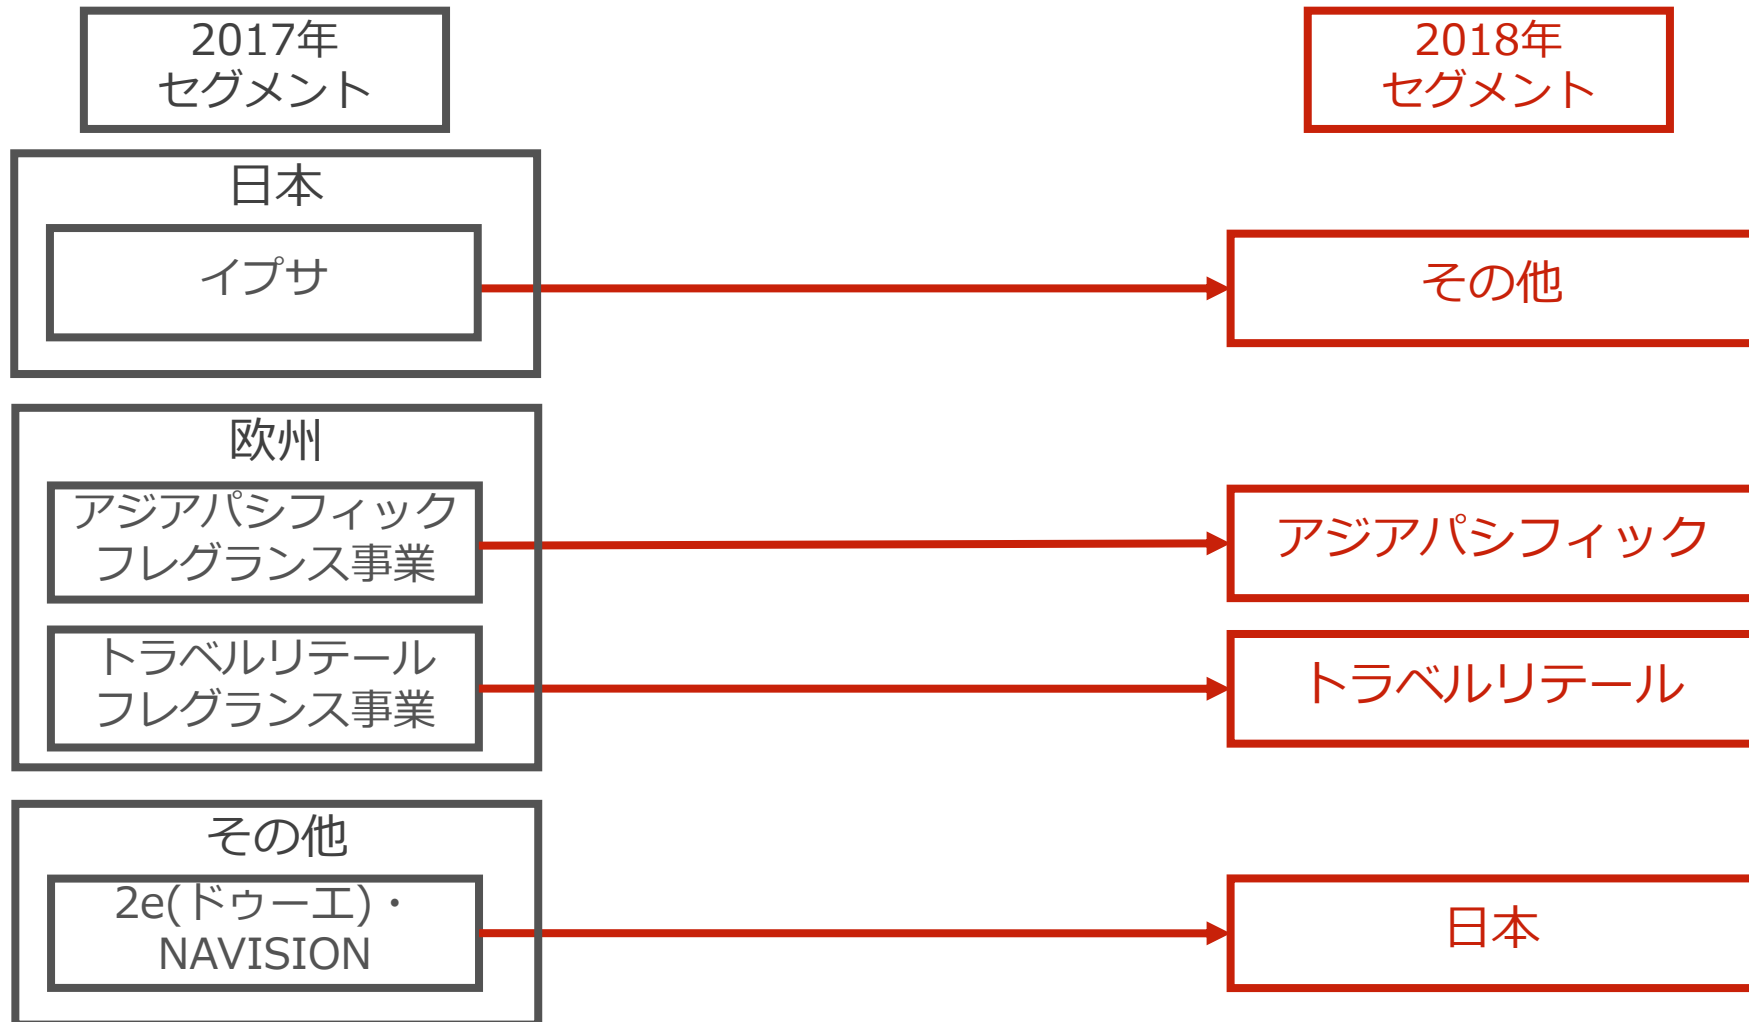 2017年
セグメント
2018年
セグメント
日本
イプサ
その他
欧州
アジアパシフィック
フレグランス事業
アジアパシフィック
トラベルリテール
フレグランス事業
トラベルリテール
その他
2e(ドゥーエ)・
NAVISION
日本